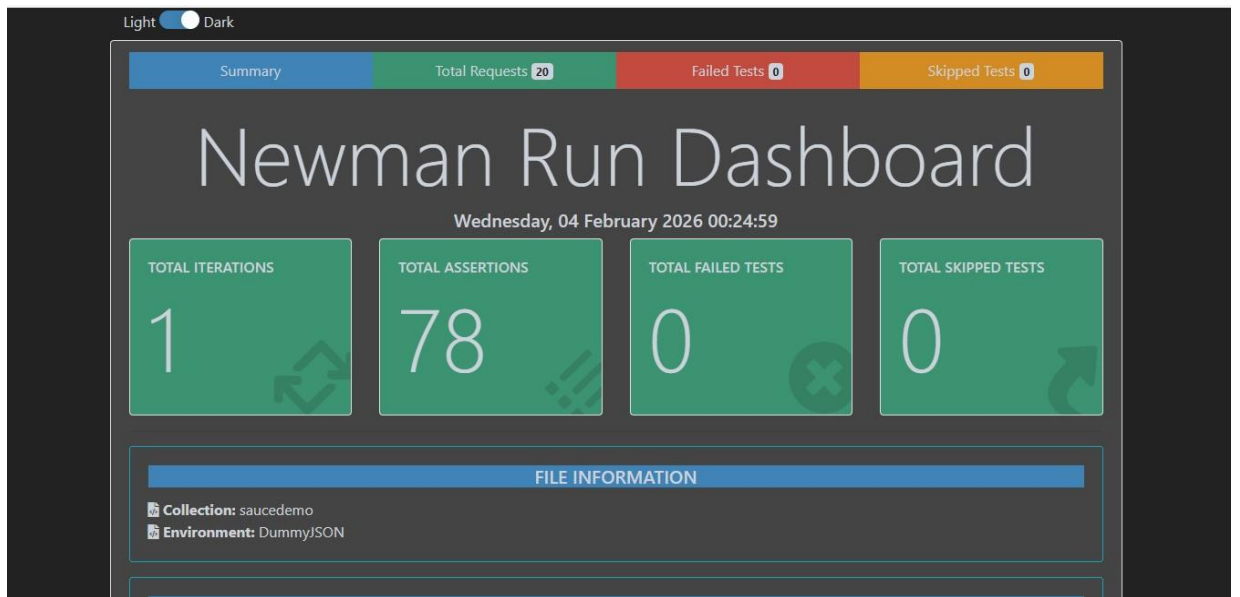 Light Dark
Summary Total Requests 20 Failed Tests 0 Skipped Tests 0
Newman Run Dashboard
Wednesday, 04 February 2026 00:24:59
TOTAL ITERATIONS TOTAL ASSERTIONS TOTAL FAILED TESTS TOTAL SKIPPED TESTS
1 78 0 0
FILE INFORMATION
Collection: saucedemo
Environment: DummyJSON